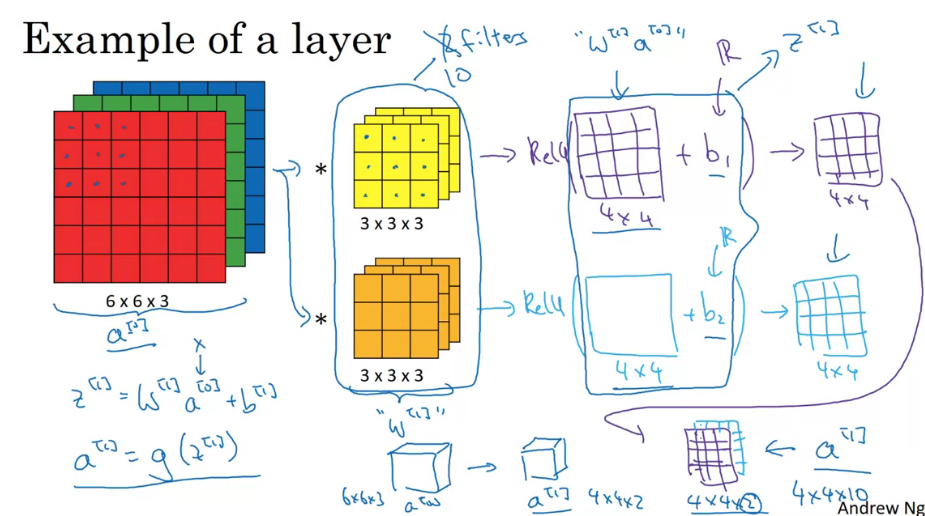 Example of a layer
2 filters
10
"W^[1] a^[0]"
ℝ
z^[1]
*
3 x 3 x 3
→ ReLU ( + b₁ ) →
4x4
4x4
6 x 6 x 3
a^[0]
*
3 x 3 x 3
→ ReLU ( + b₂ ) →
ℝ
4x4
4x4
x
z^[1] = W^[1] a^[0] + b^[1]
a^[1] = g(z^[1])
"W^[1]"
6x6x3 a^[0] → a^[1] 4x4x2
4x4x2 ← a^[1]
4x4x10
Andrew Ng